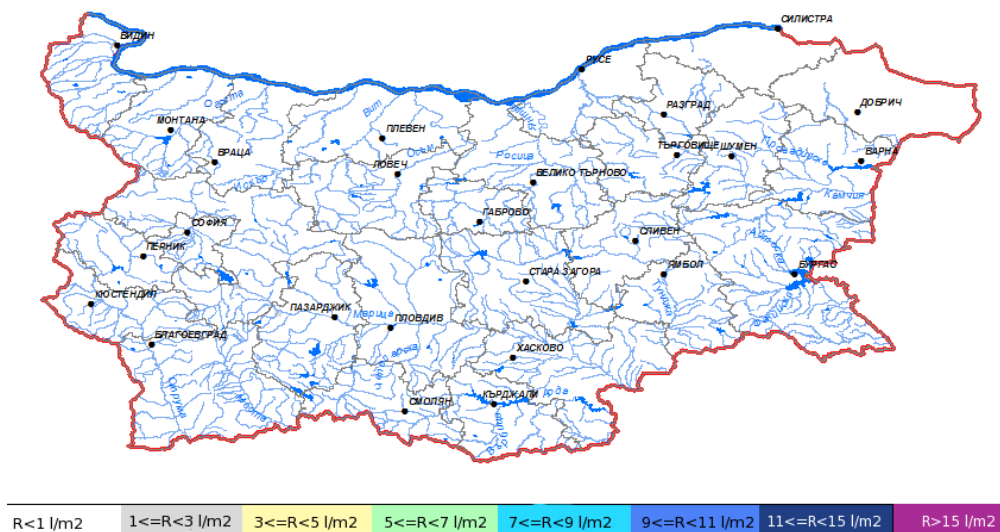 СИЛИСТРА
ВИДИН
РУСЕ
Огоста
Вит
РАЗГРАД
ДОБРИЧ
МОНТАНА
ПЛЕВЕН
Осъм
ТЪРГОВИЩЕ
ШУМЕН
ВАРНА
ВРАЦА
ЛОВЕЧ
Росица
Искър
ВЕЛИКО ТЪРНОВО
Камчия
ГАБРОВО
СОФИЯ
СЛИВЕН
ПЕРНИК
ЯМБОЛ
БУРГАС
СТАРА ЗАГОРА
КЮСТЕНДИЛ
ПАЗАРДЖИК
Марица
ПЛОВДИВ
БЛАГОЕВГРАД
ХАСКОВО
КЪРДЖАЛИ
СМОЛЯН
Струма
Места
R<1 l/m2 1<=R<3 l/m2 3<=R<5 l/m2 5<=R<7 l/m2 7<=R<9 l/m2 9<=R<11 l/m2 11<=R<15 l/m2 R>15 l/m2